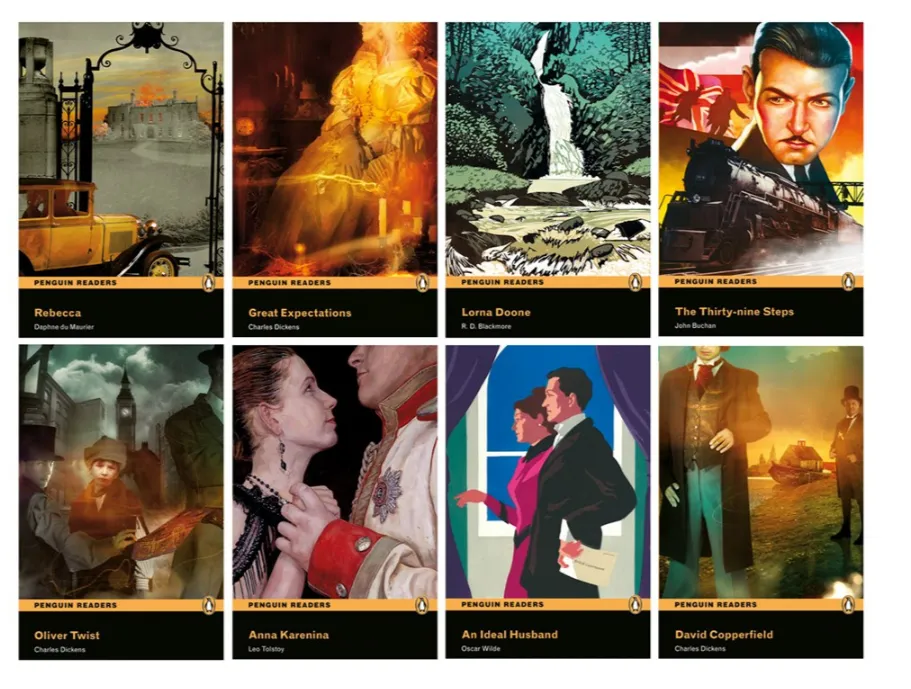 PENGUIN READERS
Rebecca
Daphne du Maurier
PENGUIN READERS
Great Expectations
Charles Dickens
PENGUIN READERS
Lorna Doone
R. D. Blackmore
PENGUIN READERS
The Thirty-nine Steps
John Buchan
PENGUIN READERS
Oliver Twist
Charles Dickens
PENGUIN READERS
Anna Karenina
Leo Tolstoy
PENGUIN READERS
An Ideal Husband
Oscar Wilde
PENGUIN READERS
David Copperfield
Charles Dickens